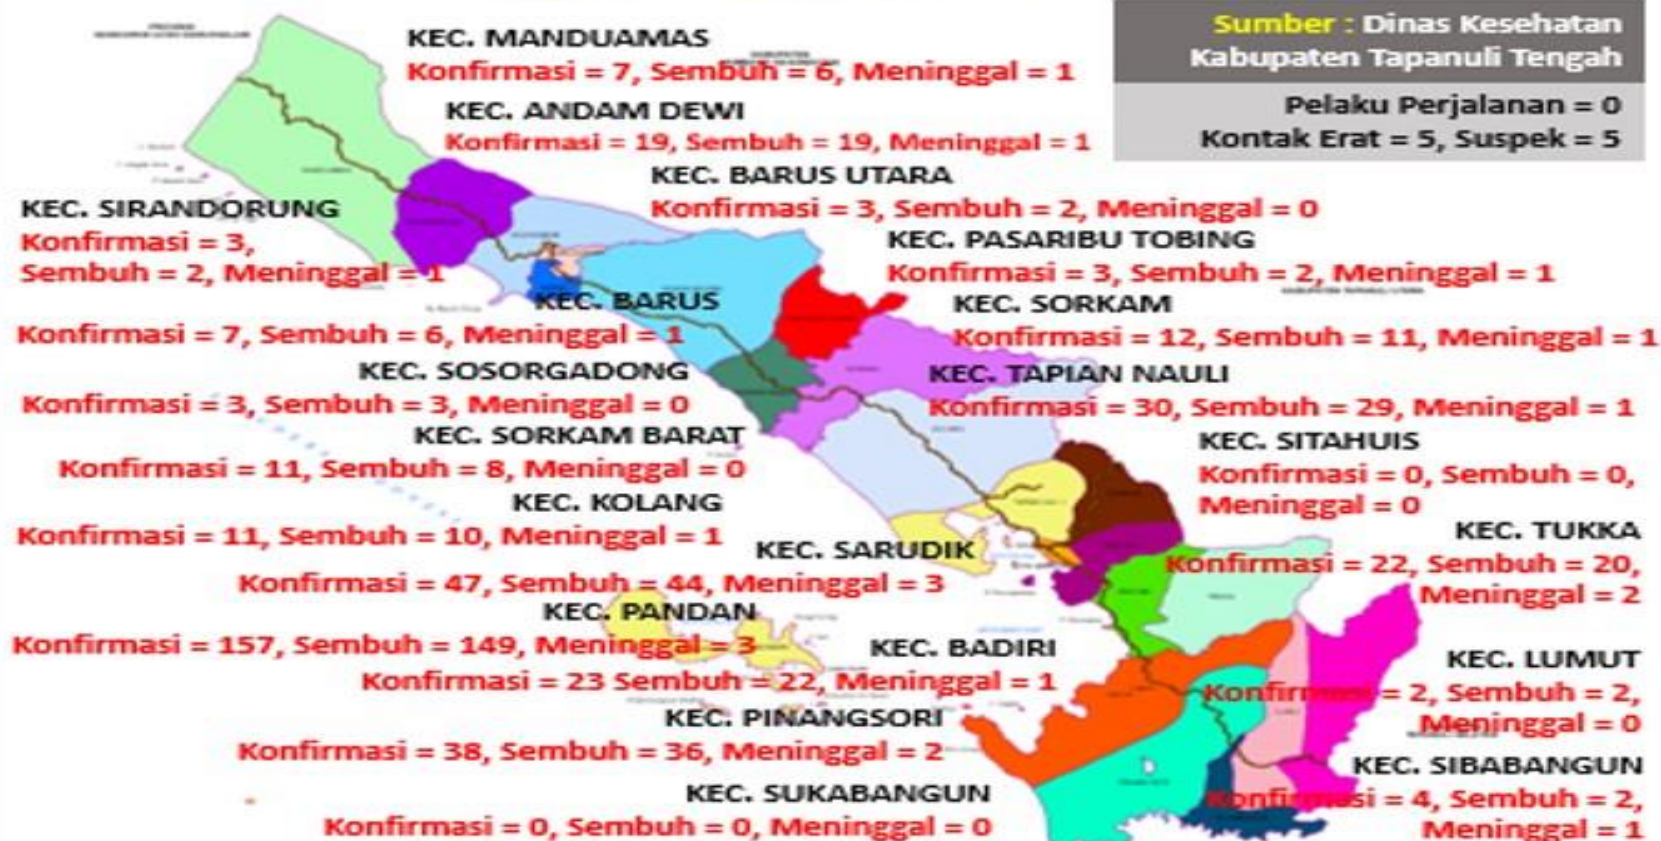 Sumber : Dinas Kesehatan
Kabupaten Tapanuli Tengah
Pelaku Perjalanan = 0
Kontak Erat = 5, Suspek = 5
KEC. MANDUAMAS
Konfirmasi = 7, Sembuh = 6, Meninggal = 1
KEC. ANDAM DEWI
Konfirmasi = 19, Sembuh = 19, Meninggal = 1
KEC. BARUS UTARA
Konfirmasi = 3, Sembuh = 2, Meninggal = 0
KEC. SIRANDORUNG
Konfirmasi = 3,
Sembuh = 2, Meninggal = 1
KEC. PASARIBU TOBING
Konfirmasi = 3, Sembuh = 2, Meninggal = 1
KEC. BARUS
Konfirmasi = 7, Sembuh = 6, Meninggal = 1
KEC. SORKAM
Konfirmasi = 12, Sembuh = 11, Meninggal = 1
KEC. SOSORGADONG
Konfirmasi = 3, Sembuh = 3, Meninggal = 0
KEC. TAPIAN NAULI
Konfirmasi = 30, Sembuh = 29, Meninggal = 1
KEC. SORKAM BARAT
Konfirmasi = 11, Sembuh = 8, Meninggal = 0
KEC. SITAHUIS
Konfirmasi = 0, Sembuh = 0,
Meninggal = 0
KEC. KOLANG
Konfirmasi = 11, Sembuh = 10, Meninggal = 1
KEC. TUKKA
Konfirmasi = 22, Sembuh = 20,
Meninggal = 2
KEC. SARUDIK
Konfirmasi = 47, Sembuh = 44, Meninggal = 3
KEC. PANDAN
Konfirmasi = 157, Sembuh = 149, Meninggal = 3
KEC. BADIRI
Konfirmasi = 23 Sembuh = 22, Meninggal = 1
KEC. LUMUT
Konfirmasi = 2, Sembuh = 2,
Meninggal = 0
KEC. PINANGSORI
Konfirmasi = 38, Sembuh = 36, Meninggal = 2
KEC. SIBABANGUN
Konfirmasi = 4, Sembuh = 2,
Meninggal = 1
KEC. SUKABANGUN
Konfirmasi = 0, Sembuh = 0, Meninggal = 0